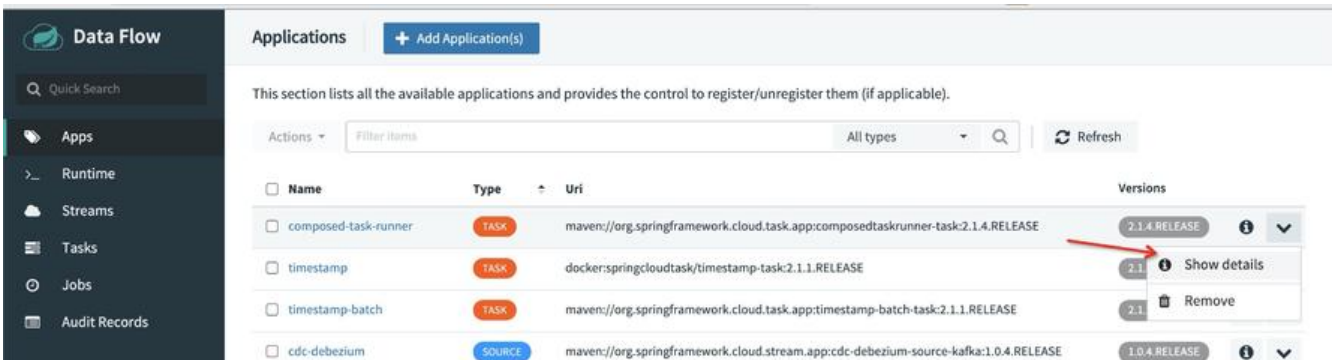 Data Flow
Applications
Add Application(s)
Quick Search
This section lists all the available applications and provides the control to register/unregister them (if applicable).
Actions
Filter items
All types
Refresh
Apps
Runtime
Streams
Tasks
Jobs
Audit Records
Name Type Uri Versions
composed-task-runner TASK maven://org.springframework.cloud.task.app:composedtaskrunner-task:2.1.4.RELEASE 2.1.4.RELEASE
timestamp TASK docker:springcloudtask/timestamp-task:2.1.1.RELEASE 2.1
Show details
timestamp-batch TASK maven://org.springframework.cloud.task.app:timestamp-batch-task:2.1.1.RELEASE 2.1
Remove
cdc-debezium SOURCE maven://org.springframework.cloud.stream.app:cdc-debezium-source-kafka:1.0.4.RELEASE 1.0.4.RELEASE